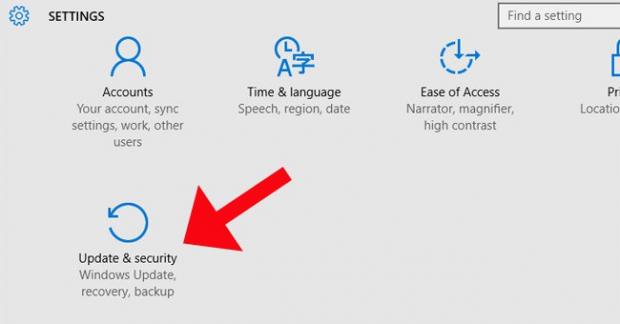 SETTINGS
Find a setting
Accounts
Your account, sync
settings, work, other
users
A字
Time & language
Speech, region, date
Ease of Access
Narrator, magnifier,
high contrast
Pri
Locatio
Update & security
Windows Update,
recovery, backup